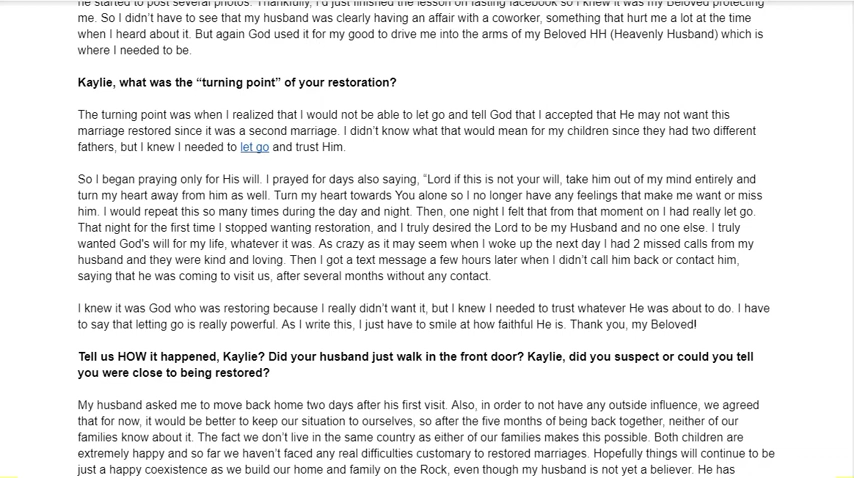 he started to post several photos. Thankfully, I'd just finished the lesson on fasting facebook so I knew it was my Beloved protecting
me. So I didn't have to see that my husband was clearly having an affair with a coworker, something that hurt me a lot at the time
when I heard about it. But again God used it for my good to drive me into the arms of my Beloved HH (Heavenly Husband) which is
where I needed to be.
Kaylie, what was the “turning point” of your restoration?
The turning point was when I realized that I would not be able to let go and tell God that I accepted that He may not want this
marriage restored since it was a second marriage. I didn’t know what that would mean for my children since they had two different
fathers, but I knew I needed to let go and trust Him.
So I began praying only for His will. I prayed for days also saying, “Lord if this is not your will, take him out of my mind entirely and
turn my heart away from him as well. Turn my heart towards You alone so I no longer have any feelings that make me want or miss
him. I would repeat this so many times during the day and night. Then, one night I felt that from that moment on I had really let go.
That night for the first time I stopped wanting restoration, and I truly desired the Lord to be my Husband and no one else. I truly
wanted God's will for my life, whatever it was. As crazy as it may seem when I woke up the next day I had 2 missed calls from my
husband and they were kind and loving. Then I got a text message a few hours later when I didn’t call him back or contact him,
saying that he was coming to visit us, after several months without any contact.
I knew it was God who was restoring because I really didn’t want it, but I knew I needed to trust whatever He was about to do. I have
to say that letting go is really powerful. As I write this, I just have to smile at how faithful He is. Thank you, my Beloved!
Tell us HOW it happened, Kaylie? Did your husband just walk in the front door? Kaylie, did you suspect or could you tell
you were close to being restored?
My husband asked me to move back home two days after his first visit. Also, in order to not have any outside influence, we agreed
that for now, it would be better to keep our situation to ourselves, so after the five months of being back together, neither of our
families know about it. The fact we don’t live in the same country as either of our families makes this possible. Both children are
extremely happy and so far we haven’t faced any real difficulties customary to restored marriages. Hopefully things will continue to be
just a happy coexistence as we build our home and family on the Rock, even though my husband is not yet a believer. He has